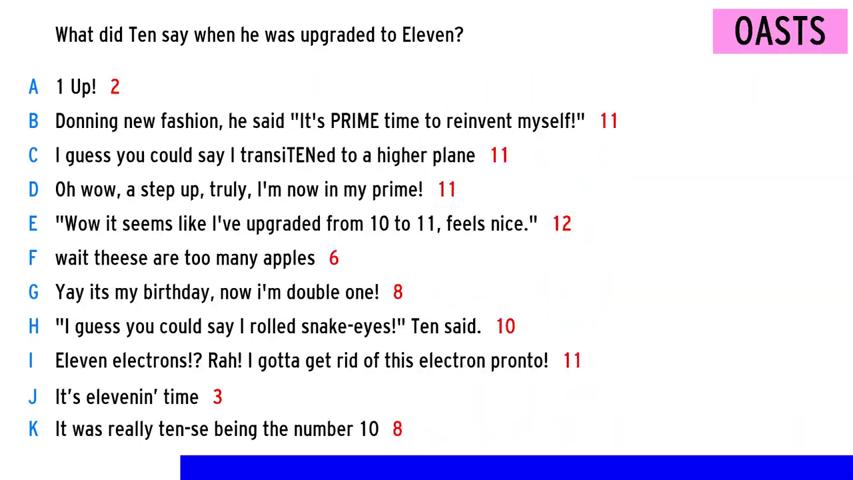 What did Ten say when he was upgraded to Eleven?
OASTS
A 1 Up! 2
B Donning new fashion, he said "It's PRIME time to reinvent myself!" 11
C I guess you could say I transiTENed to a higher plane 11
D Oh wow, a step up, truly, I'm now in my prime! 11
E "Wow it seems like I've upgraded from 10 to 11, feels nice." 12
F wait theese are too many apples 6
G Yay its my birthday, now i'm double one! 8
H "I guess you could say I rolled snake-eyes!" Ten said. 10
I Eleven electrons!? Rah! I gotta get rid of this electron pronto! 11
J It’s elevenin’ time 3
K It was really ten-se being the number 10 8